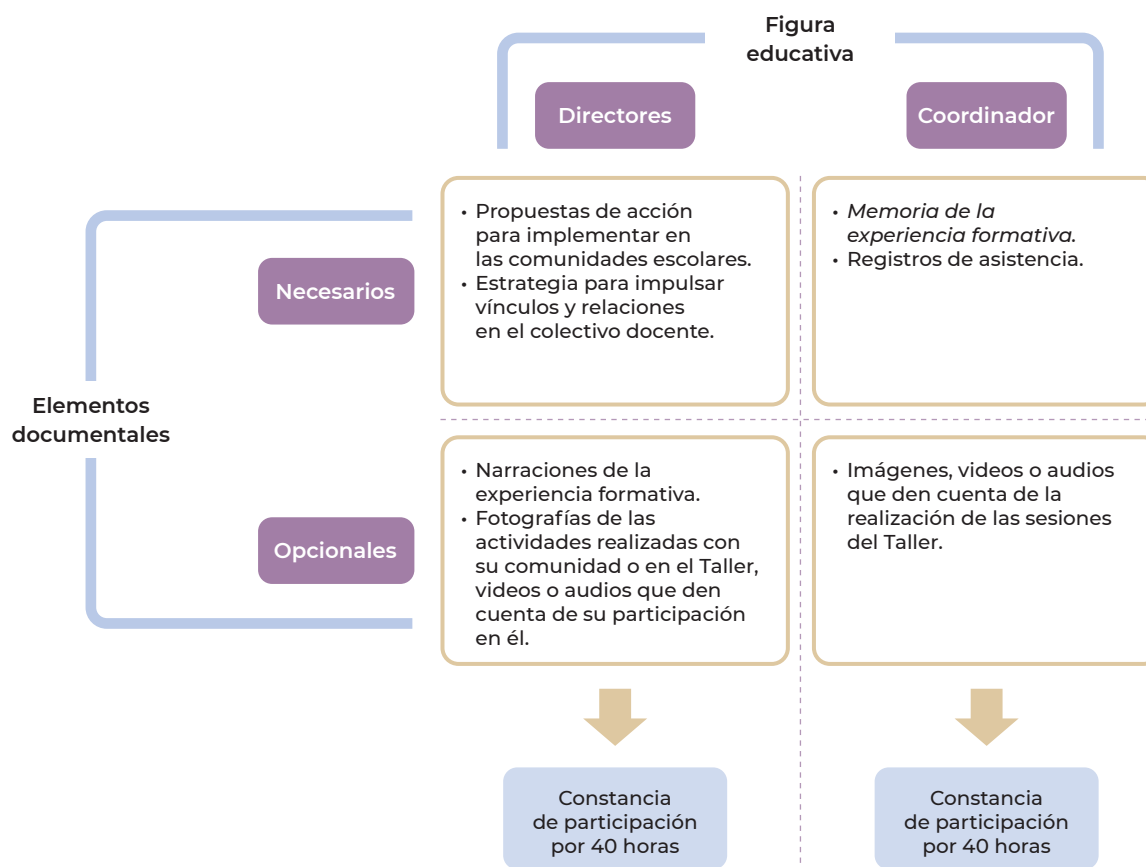 Figura
educativa
Directores
Coordinador
Elementos
documentales
Necesarios
• Propuestas de acción
para implementar en
las comunidades escolares.
• Estrategia para impulsar
vínculos y relaciones
en el colectivo docente.
• Memoria de la
experiencia formativa.
• Registros de asistencia.
Opcionales
• Narraciones de la
experiencia formativa.
• Fotografías de las
actividades realizadas con
su comunidad o en el Taller,
videos o audios que den
cuenta de su participación
en él.
• Imágenes, videos o audios
que den cuenta de la
realización de las sesiones
del Taller.
Constancia
de participación
por 40 horas
Constancia
de participación
por 40 horas